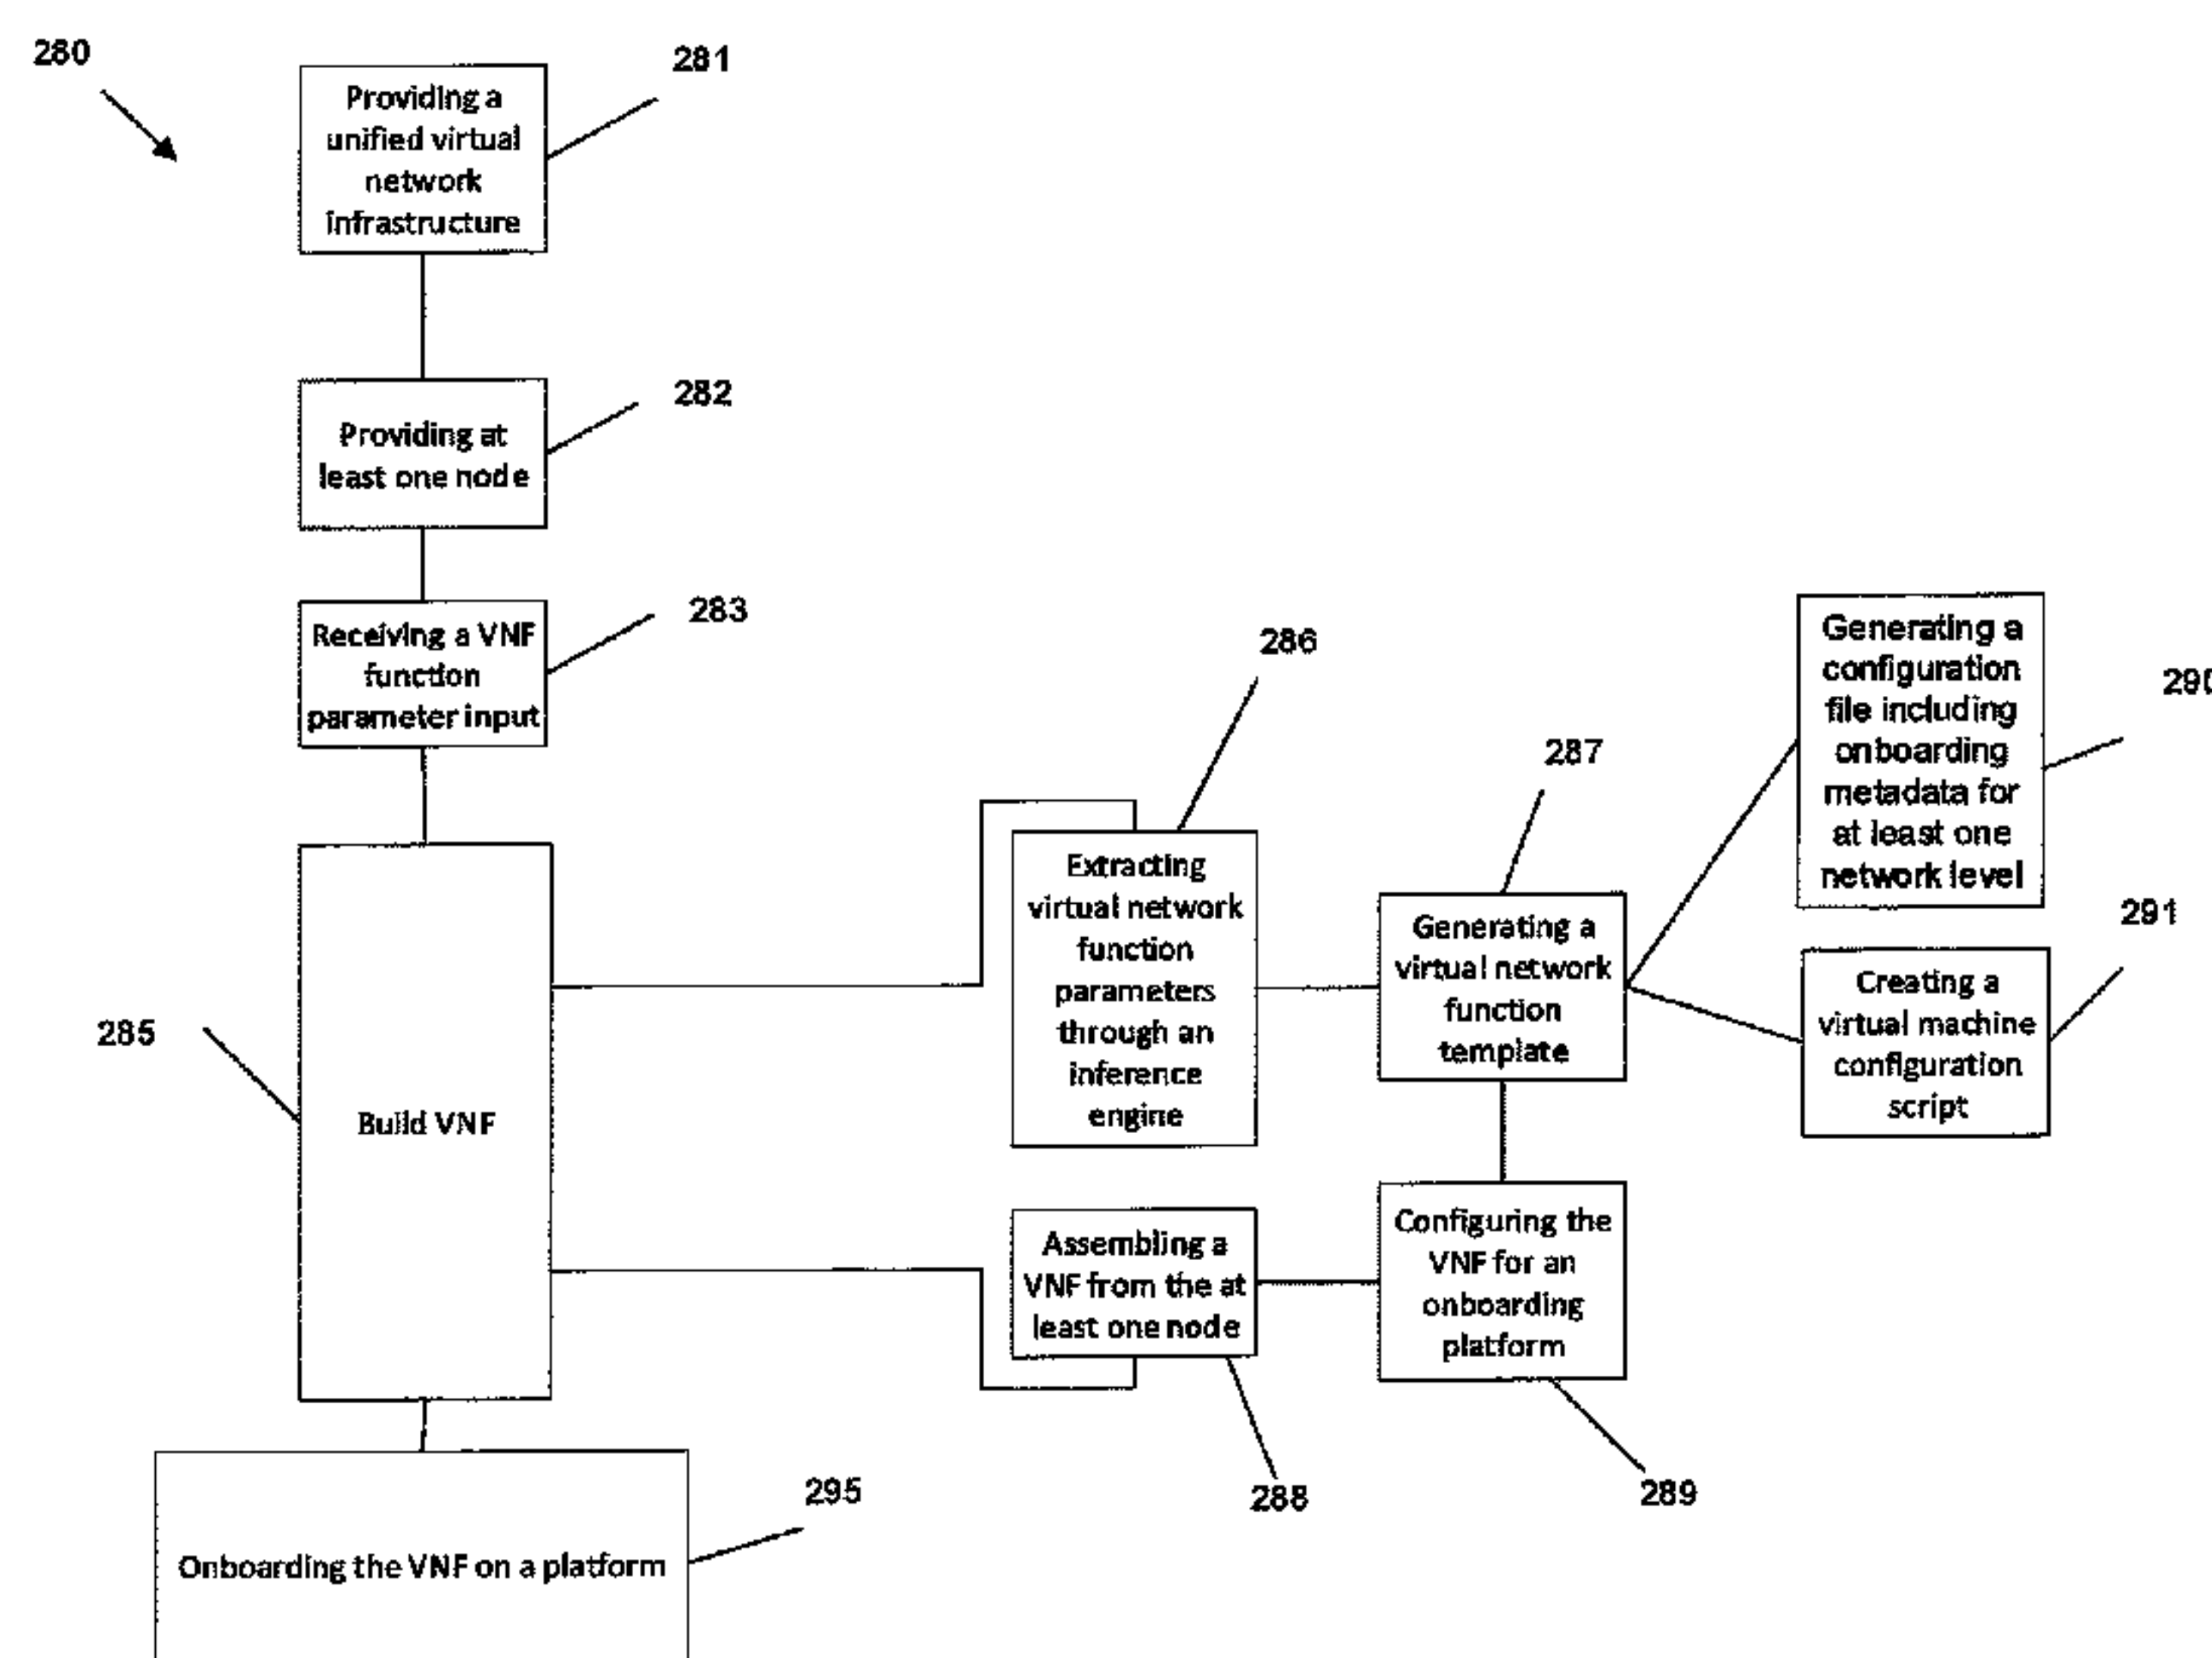 280
281
Providing a
unified virtual
network
infrastructure
282
Providing at
least one node
283
Receiving a VNF
function
parameter input
285
Build VNF
286
Extracting
virtual network
function
parameters
through an
inference
engine
287
Generating a
virtual network
function
template
290
Generating a
configuration
file including
onboarding
metadata for
at least one
network level
291
Creating a
virtual machine
configuration
script
Assembling a
VNF from the at
least one node
288
Configuring the
VNF for an
onboarding
platform
289
295
Onboarding the VNF on a platform